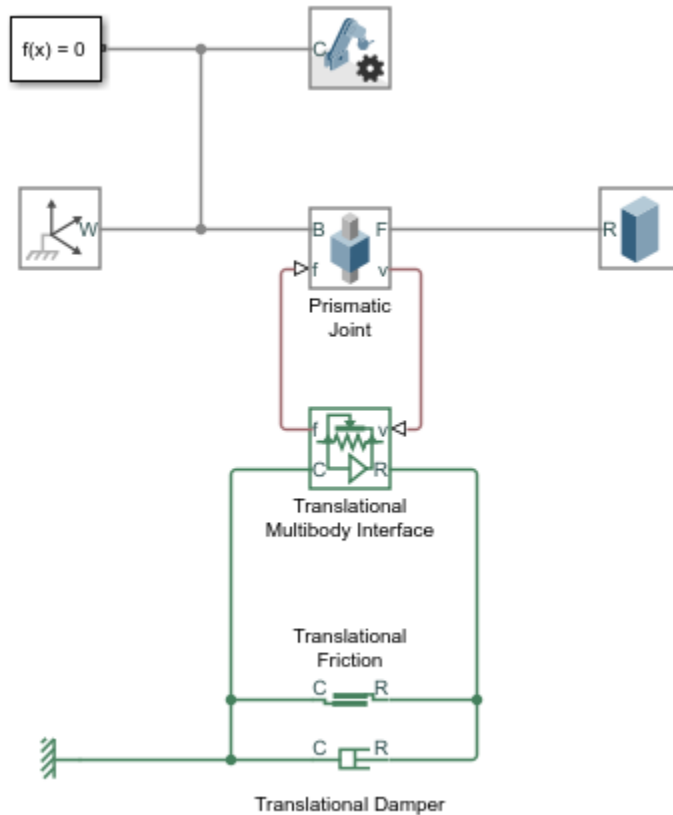 f(x) = 0
C
W
B F
R
f v
Prismatic
Joint
f v
C R
Translational
Multibody Interface
Translational
Friction
C R
C R
Translational Damper